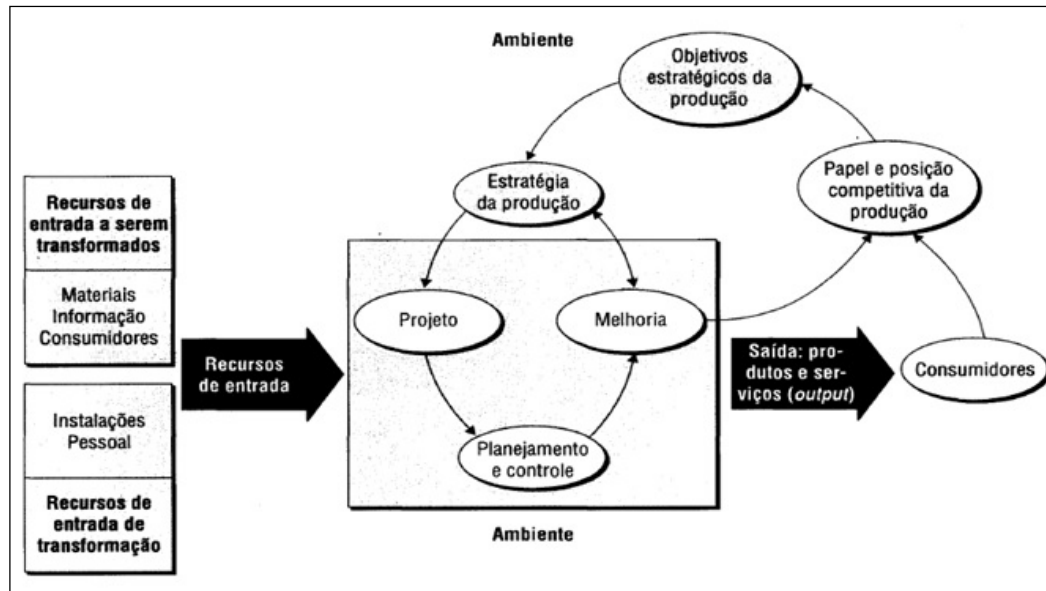 Ambiente
Objetivos
estratégicos da
produção
Estratégia
da produção
Papel e posição
competitiva da
produção
Recursos de
entrada a serem
transformados
Materiais
Informação
Consumidores
Instalações
Pessoal
Recursos de
entrada de
transformação
Recursos
de entrada
Projeto
Melhoria
Planejamento
e controle
Saída: pro-
dutos e ser-
viços (output)
Consumidores
Ambiente